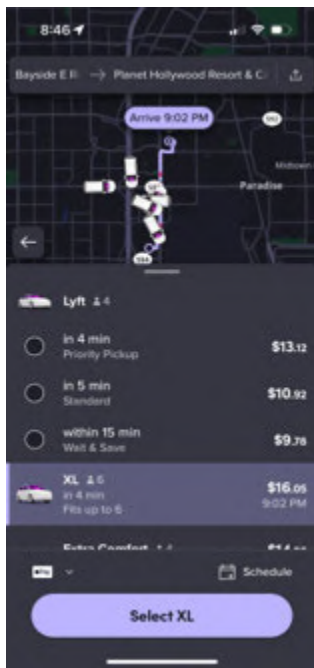 8:46
Bayside E R → Planet Hollywood Resort & C
Arrive 9:02 PM
Midtown
Paradise
Lyft 4
in 4 min
Priority Pickup
$13.12
in 5 min
Standard
$10.92
within 15 min
Wait & Save
$9.78
XL 6
in 4 min
Fits up to 6
$16.05
9:02 PM
Extra Comfort
Schedule
Select XL